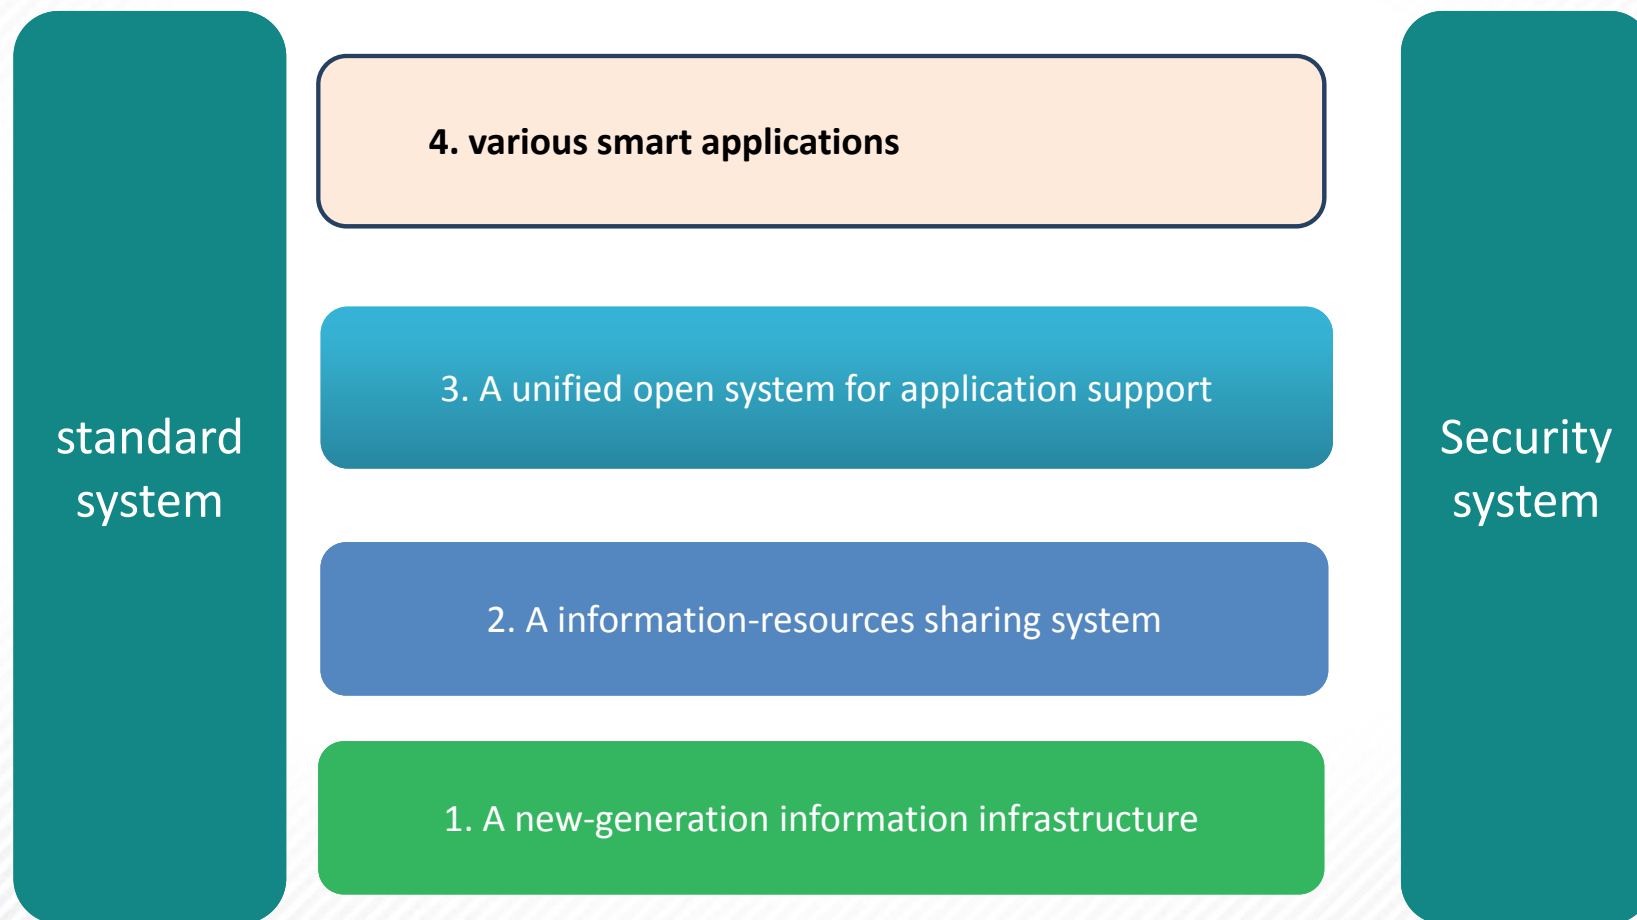 standard
system
4. various smart applications
3. A unified open system for application support
2. A information-resources sharing system
1. A new-generation information infrastructure
Security
system